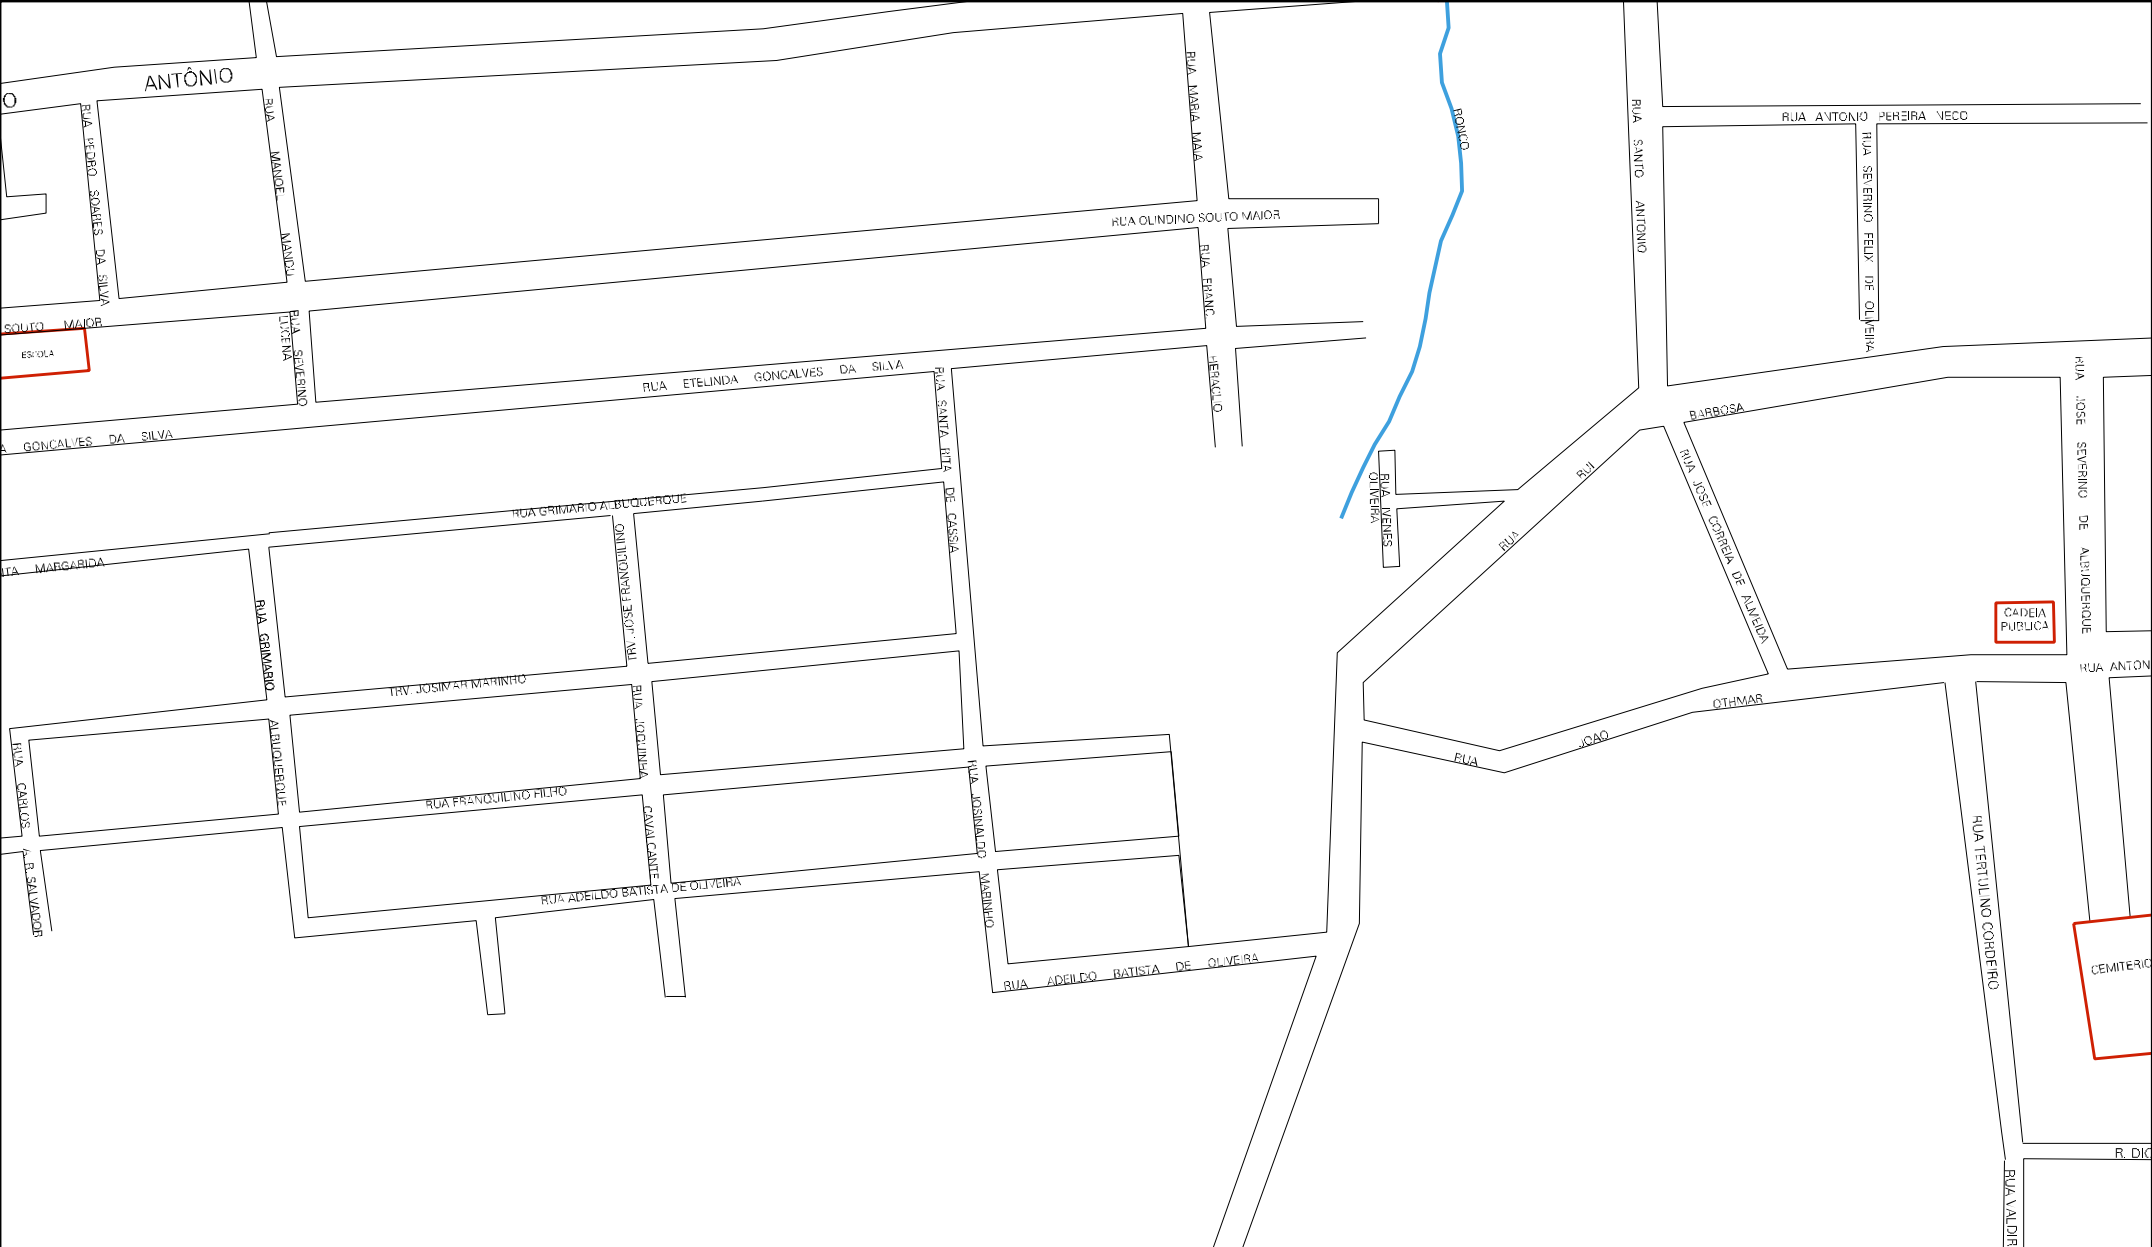 ANTÔNIO
O
RUA PEDRO SOARES DA SILVA
RUA MANOEL MANDU
RUA MARIA MAIA
RONCO
RUA SANTO ANTONIO
RUA ANTONIO PEREIRA NECO
RUA SEVERINO FELIX DE OLIVEIRA
RUA OLINDINO SOUTO MAIOR
RUA FRANC.
HERACLIO
SOUTO MAIOR
ESCOLA
RUA SEVERINO
LUCENA
RUA ETELINDA GONCALVES DA SILVA
A GONCALVES DA SILVA
RUA SANTA RITA DE CASSIA
BARBOSA
RUI
RUA
RUA JOSE SEVERINO DE ALBUQUERQUE
RUA JOSE CORREIA DE ALMEIDA
RUA IVENES
OLIVEIRA
RUA GRIMARIO ALBUQUERQUE
TRV. JOSE FRANQUILINO
ITA MARGARIDA
RUA GRIMARIO
ALBUQUERQUE
CADEIA
PUBLICA
RUA ANTON
TRV. JOSIMAR MARINHO
RUA JOQUINHA
CAVALCANTE
OTHMAR
JOAO
RUA
RUA CARLOS A. R. SALVADOR
RUA FRANQUILINO FILHO
RUA JOSINALDO MARINHO
RUA TERTULINO CORDEIRO
RUA ADEILDO BATISTA DE OLIVEIRA
RUA ADEILDO BATISTA DE OLIVEIRA
CEMITERIO
R. DIO
RUA VALDIR